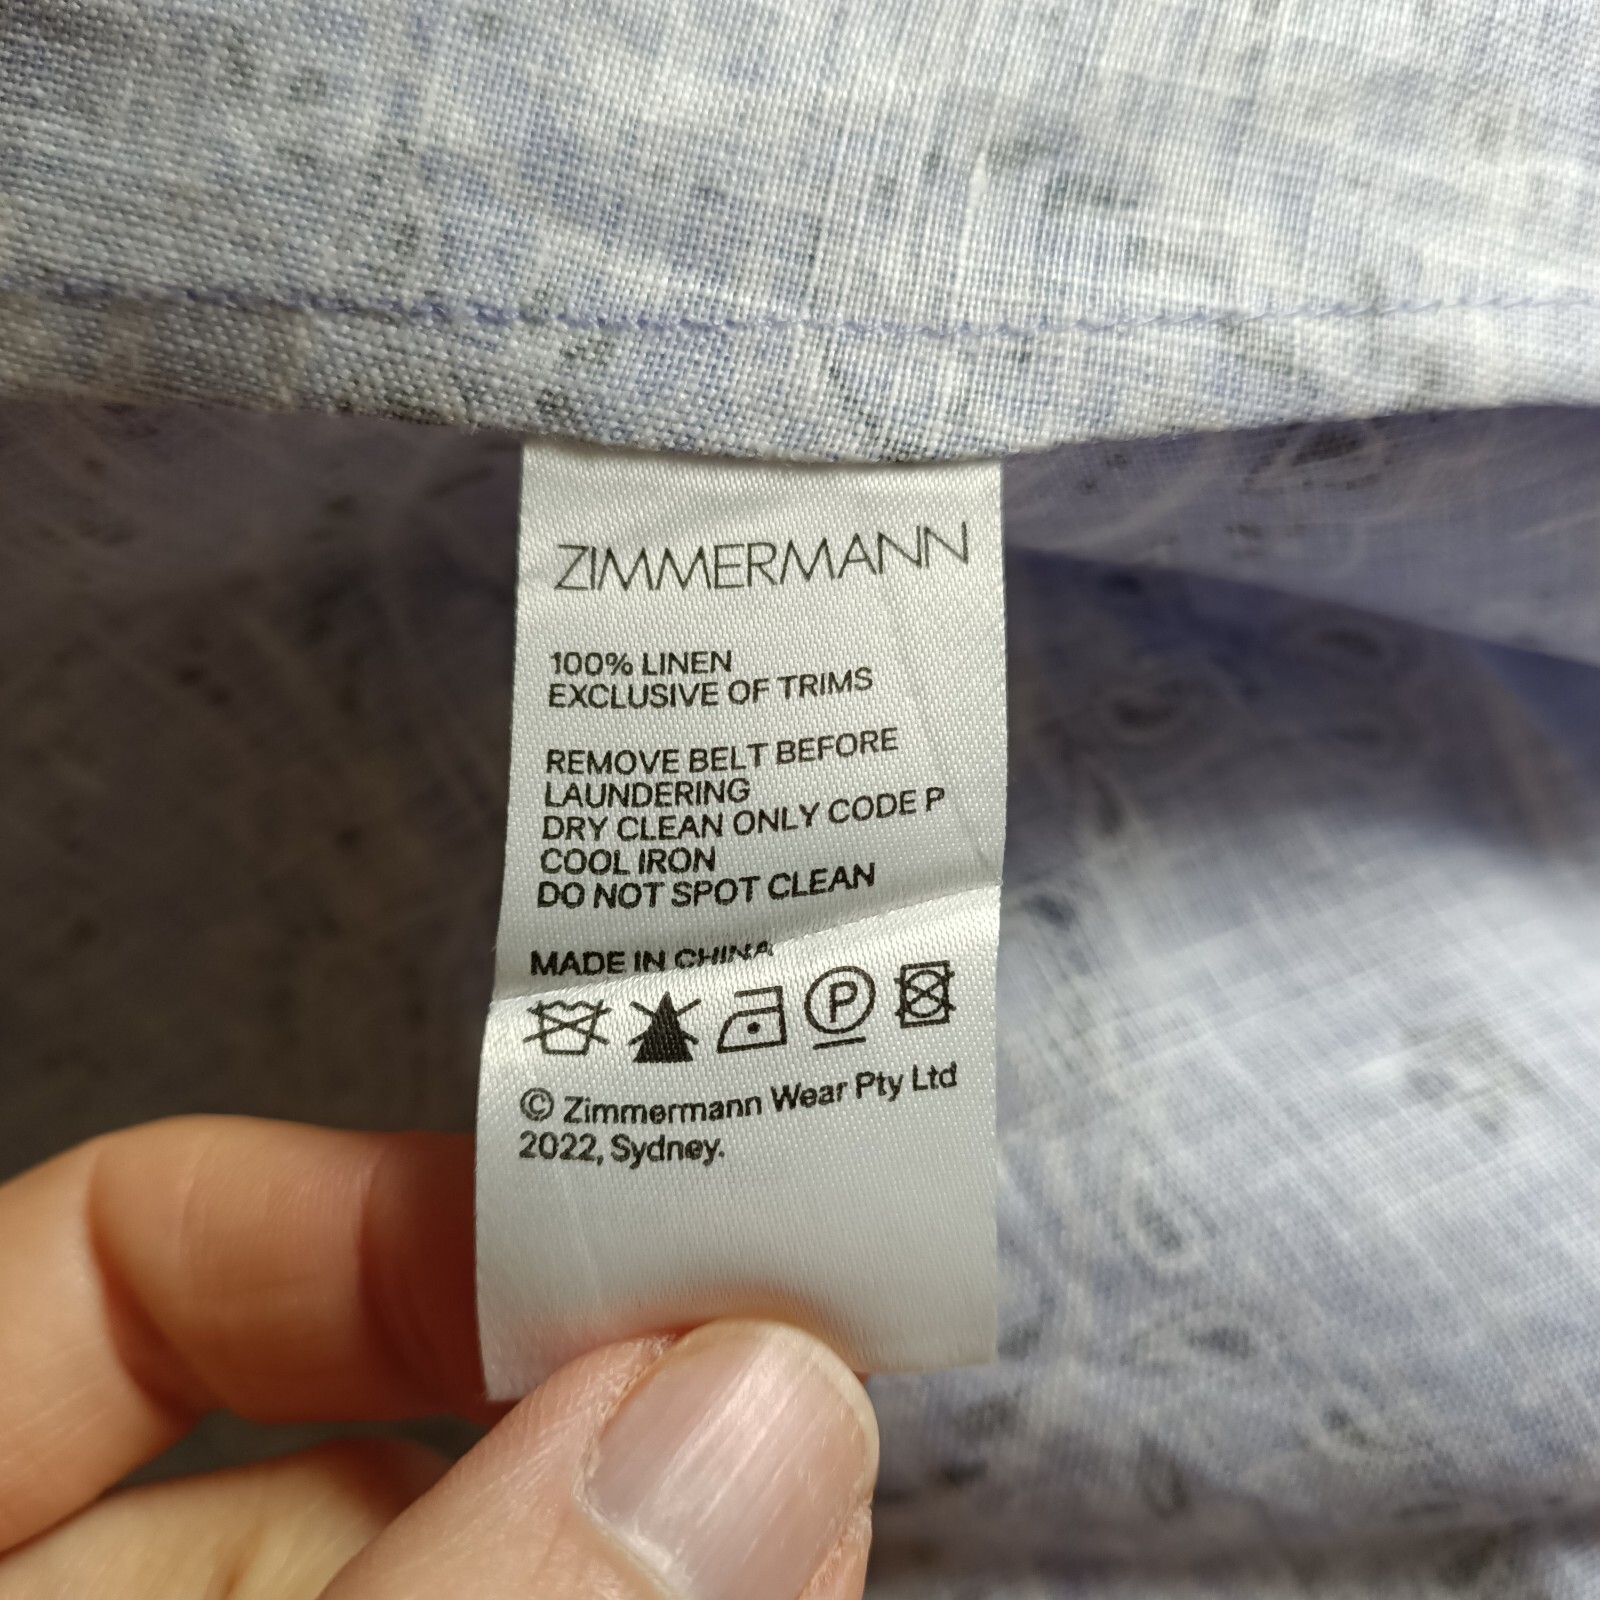 ZIMMERMANN
100% LINEN
EXCLUSIVE OF TRIMS
REMOVE BELT BEFORE
LAUNDERING
DRY CLEAN ONLY CODE P
COOL IRON
DO NOT SPOT CLEAN
MADE IN CHINA
P
© Zimmermann Wear Pty Ltd
2022, Sydney.